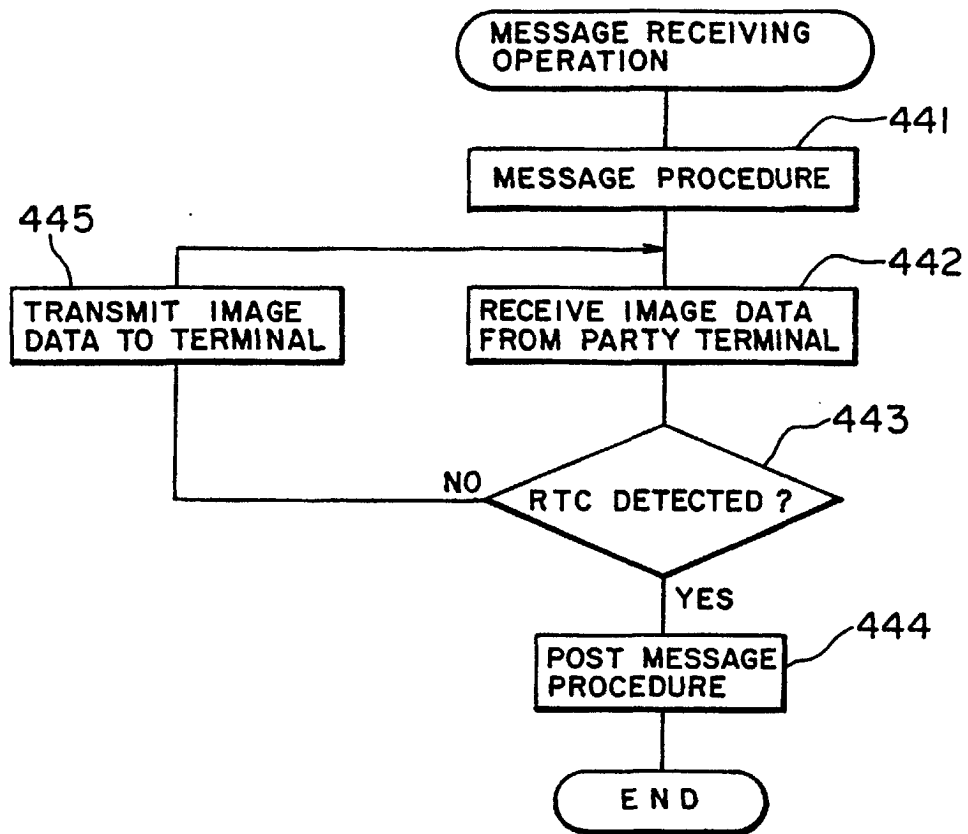 MESSAGE RECEIVING
OPERATION
441
MESSAGE PROCEDURE
445
442
TRANSMIT IMAGE
DATA TO TERMINAL
RECEIVE IMAGE DATA
FROM PARTY TERMINAL
443
NO
RTC DETECTED ?
YES
444
POST MESSAGE
PROCEDURE
END